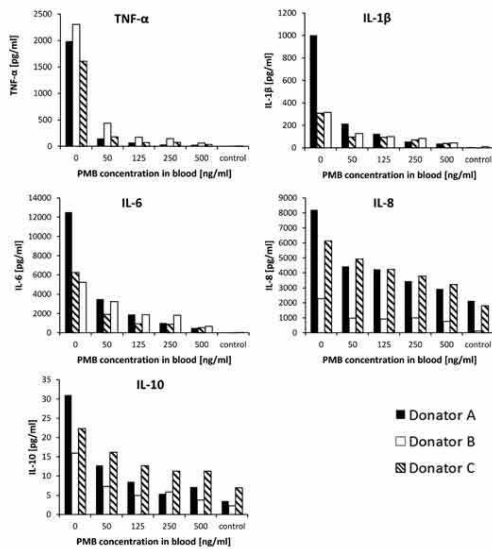 TNF-α
TNF-α [pg/ml]
2500
2000
1500
1000
500
0
0 50 125 250 500 control
PMB concentration in blood [ng/ml]
IL-1β
IL-1β [pg/ml]
1200
1000
800
600
400
200
0
0 50 125 250 500 control
PMB concentration in blood [ng/ml]
IL-6
IL-6 [pg/ml]
14000
12000
10000
8000
6000
4000
2000
0
0 50 125 250 500 control
PMB concentration in blood [ng/ml]
IL-8
IL-8 [pg/ml]
9000
8000
7000
6000
5000
4000
3000
2000
1000
0
0 50 125 250 500 control
PMB concentration in blood [ng/ml]
IL-10
IL-10 [pg/ml]
35
30
25
20
15
10
5
0
0 50 125 250 500 control
PMB concentration in blood [ng/ml]
Donator A
Donator B
Donator C